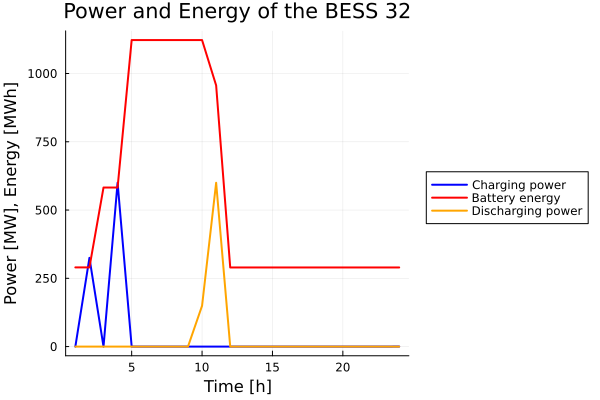 Power and Energy of the BESS 32
Power [MW], Energy [MWh]
1000
750
500
250
0
5
10
15
20
Time [h]
Charging power
Battery energy
Discharging power